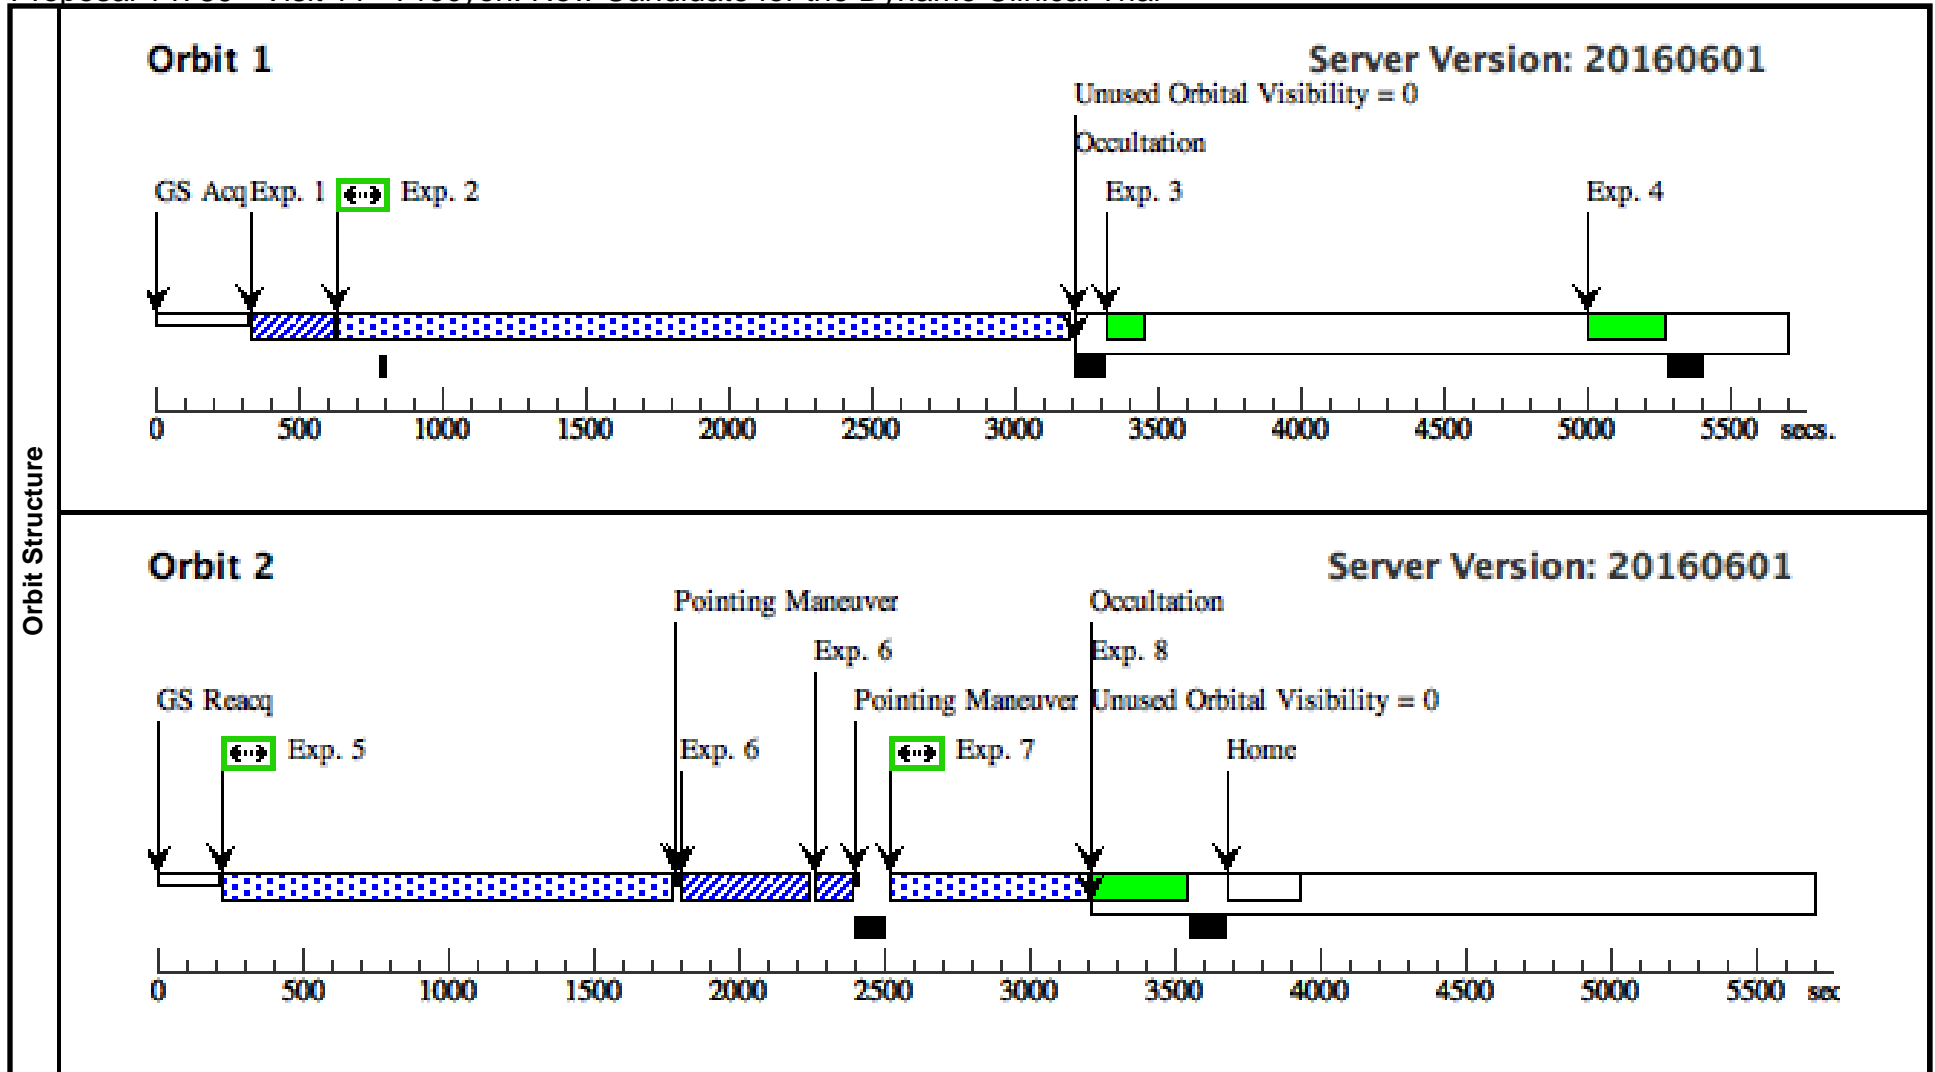 Orbit Structure
Orbit 1
Server Version: 20160601
Unused Orbital Visibility = 0
Occultation
GS Acq Exp. 1 Exp. 2 Exp. 3 Exp. 4
0 500 1000 1500 2000 2500 3000 3500 4000 4500 5000 5500 secs.
Orbit 2
Server Version: 20160601
Pointing Maneuver Occultation
Exp. 6 Exp. 8
GS Reacq Pointing Maneuver Unused Orbital Visibility = 0
Exp. 5 Exp. 6 Exp. 7 Home
0 500 1000 1500 2000 2500 3000 3500 4000 4500 5000 5500 sec